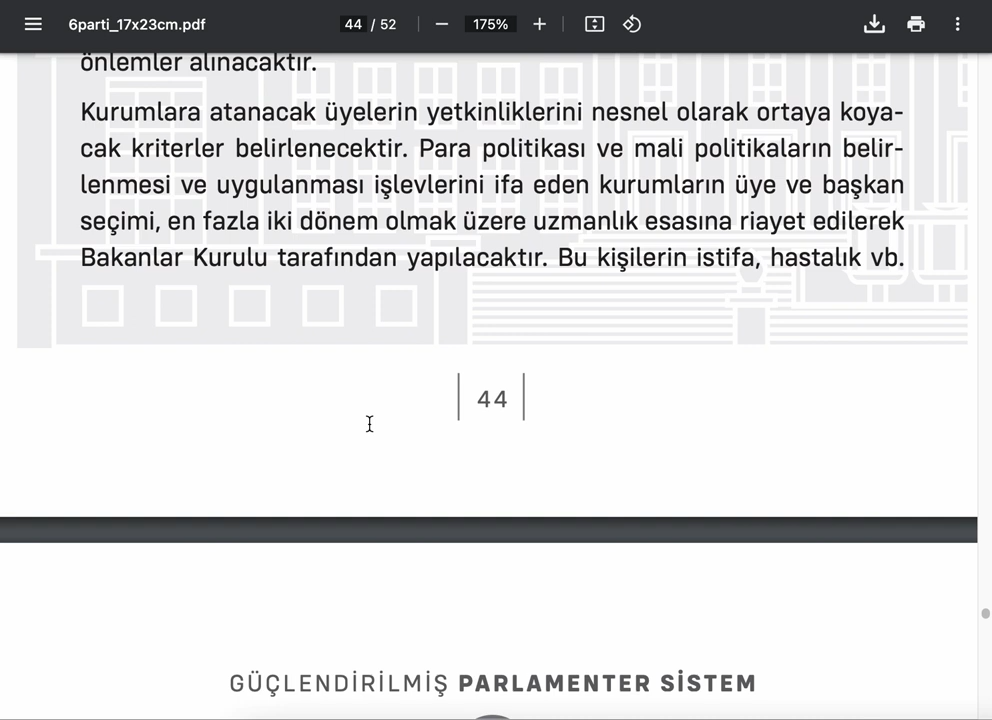 6parti_17x23cm.pdf
44 / 52
175%
önlemler alınacaktır.
Kurumlara atanacak üyelerin yetkinliklerini nesnel olarak ortaya koya-
cak kriterler belirlenecektir. Para politikası ve mali politikaların belir-
lenmesi ve uygulanması işlevlerini ifa eden kurumların üye ve başkan
seçimi, en fazla iki dönem olmak üzere uzmanlık esasına riayet edilerek
Bakanlar Kurulu tarafından yapılacaktır. Bu kişilerin istifa, hastalık vb.
44
GÜÇLENDİRİLMİŞ PARLAMENTER SİSTEM